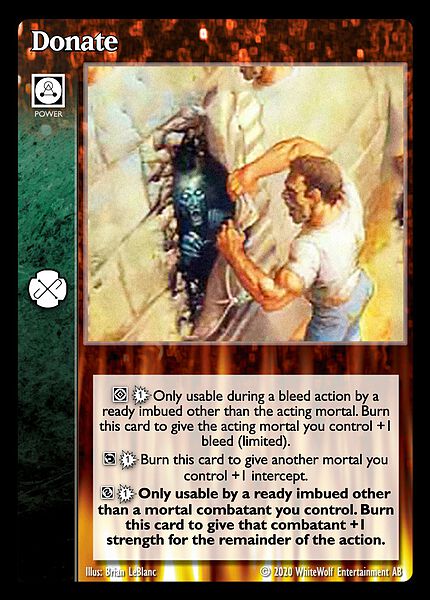 Donate
POWER
1 Only usable during a bleed action by a
ready imbued other than the acting mortal. Burn
this card to give the acting mortal you control +1
bleed (limited).
1 Burn this card to give another mortal you
control +1 intercept.
1 Only usable by a ready imbued other
than a mortal combatant you control. Burn
this card to give that combatant +1
strength for the remainder of the action.
Illus: Brian LeBlanc
© 2020 WhiteWolf Entertainment AB